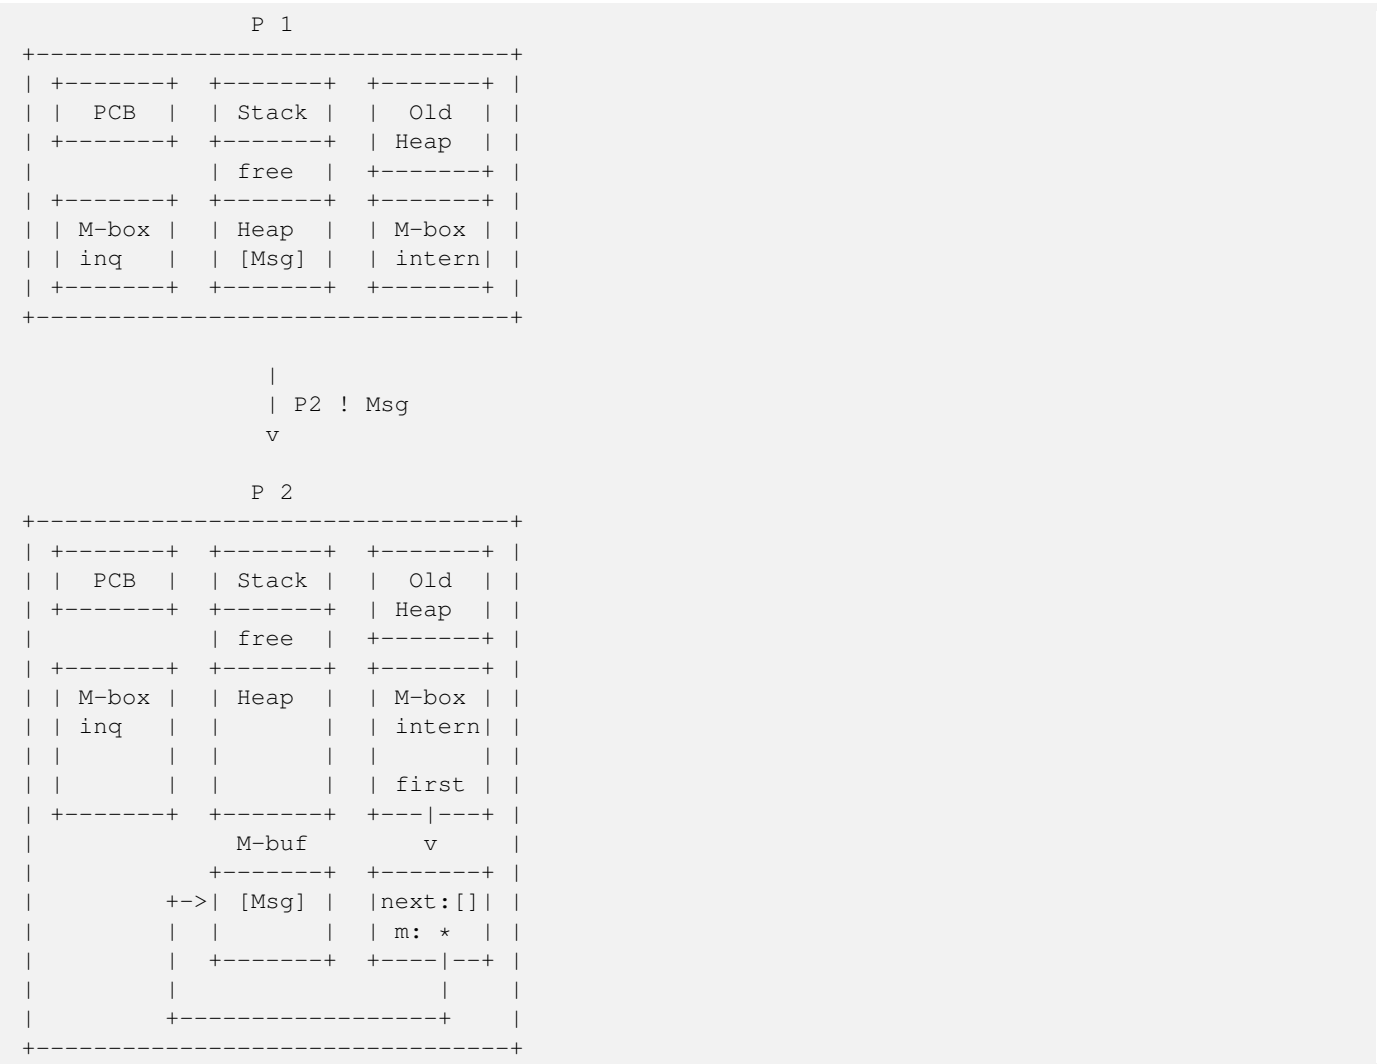 P 1
+---------------------------------+
| +-------+  +-------+  +-------+ |
| |  PCB  |  | Stack |  |  Old  | |
| +-------+  +-------+  | Heap  | |
|            | free  |  +-------+ |
| +-------+  +-------+  +-------+ |
| | M-box |  | Heap  |  | M-box | |
| | inq   |  | [Msg] |  | intern| |
| +-------+  +-------+  +-------+ |
+---------------------------------+
|
| P2 ! Msg
v
P 2
+---------------------------------+
| +-------+  +-------+  +-------+ |
| |  PCB  |  | Stack |  |  Old  | |
| +-------+  +-------+  | Heap  | |
|            | free  |  +-------+ |
| +-------+  +-------+  +-------+ |
| | M-box |  | Heap  |  | M-box | |
| | inq   |  |       |  | intern| |
| |       |  |       |  |       | |
| |       |  |       |  | first | |
| +-------+  +-------+  +---|---+ |
|              M-buf        v     |
|            +-------+  +-------+ |
|         +->| [Msg] |  |next:[]| |
|         |  |       |  | m: *  | |
|         |  +-------+  +----|--+ |
|         |                  |    |
|         +------------------+    |
+---------------------------------+